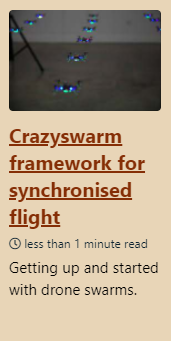 Crazyswarm
framework for
synchronised
flight
less than 1 minute read
Getting up and started
with drone swarms.